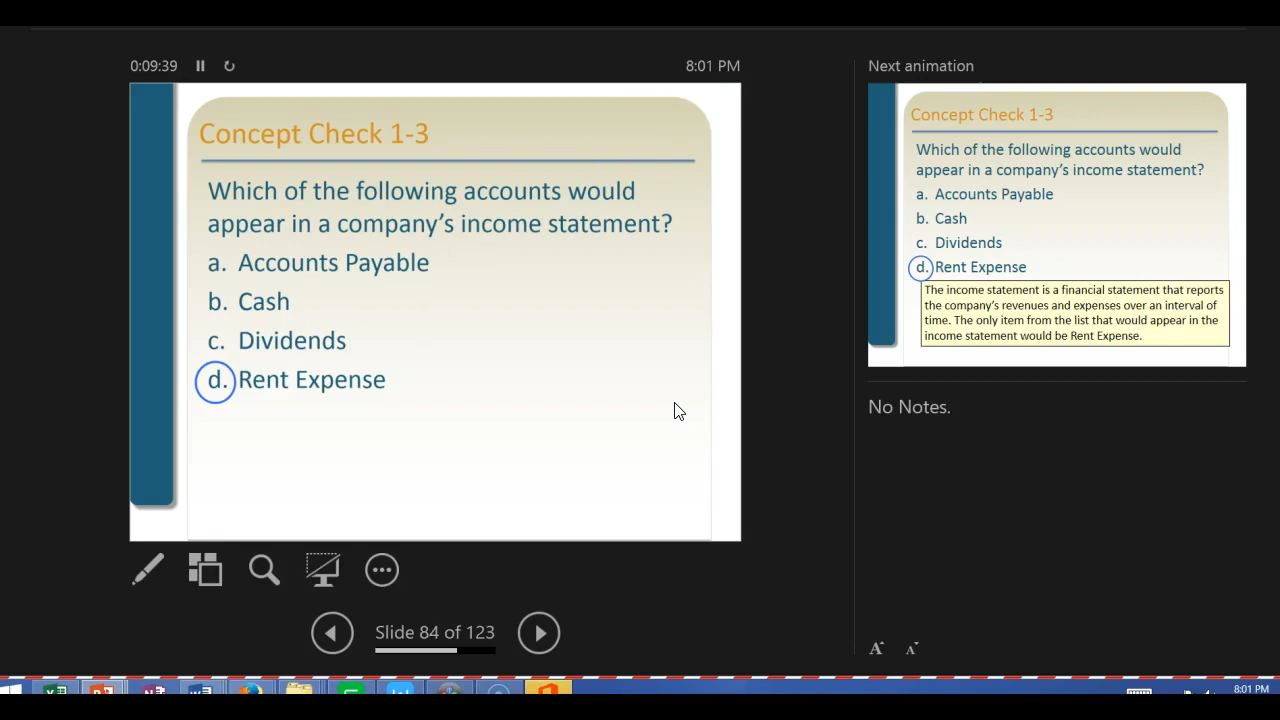 0:09:39
8:01 PM
Next animation
Concept Check 1-3
Which of the following accounts would
appear in a company's income statement?
a. Accounts Payable
b. Cash
c. Dividends
d. Rent Expense
Slide 84 of 123
Concept Check 1-3
Which of the following accounts would
appear in a company's income statement?
a. Accounts Payable
b. Cash
c. Dividends
d. Rent Expense
The income statement is a financial statement that reports
the company's revenues and expenses over an interval of
time. The only item from the list that would appear in the
income statement would be Rent Expense.
No Notes.
A A
8:01 PM